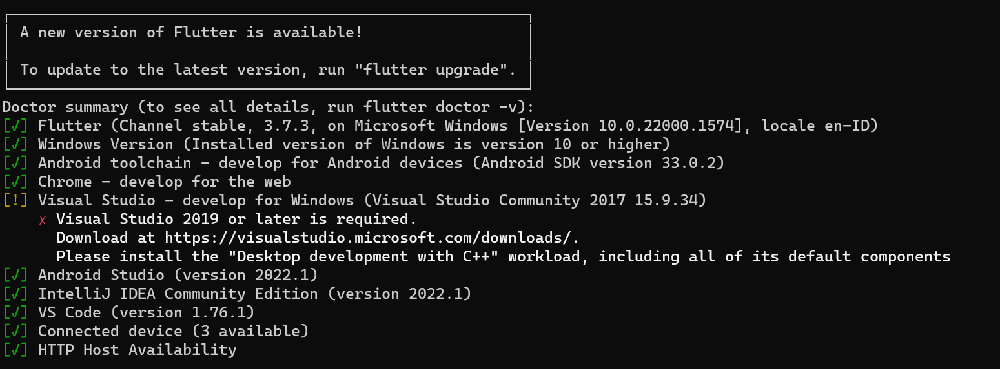 A new version of Flutter is available!
To update to the latest version, run "flutter upgrade".
Doctor summary (to see all details, run flutter doctor -v):
[√] Flutter (Channel stable, 3.7.3, on Microsoft Windows [Version 10.0.22000.1574], locale en-ID)
[√] Windows Version (Installed version of Windows is version 10 or higher)
[√] Android toolchain - develop for Android devices (Android SDK version 33.0.2)
[√] Chrome - develop for the web
[!] Visual Studio - develop for Windows (Visual Studio Community 2017 15.9.34)
✗ Visual Studio 2019 or later is required.
Download at https://visualstudio.microsoft.com/downloads/.
Please install the "Desktop development with C++" workload, including all of its default components
[√] Android Studio (version 2022.1)
[√] IntelliJ IDEA Community Edition (version 2022.1)
[√] VS Code (version 1.76.1)
[√] Connected device (3 available)
[√] HTTP Host Availability